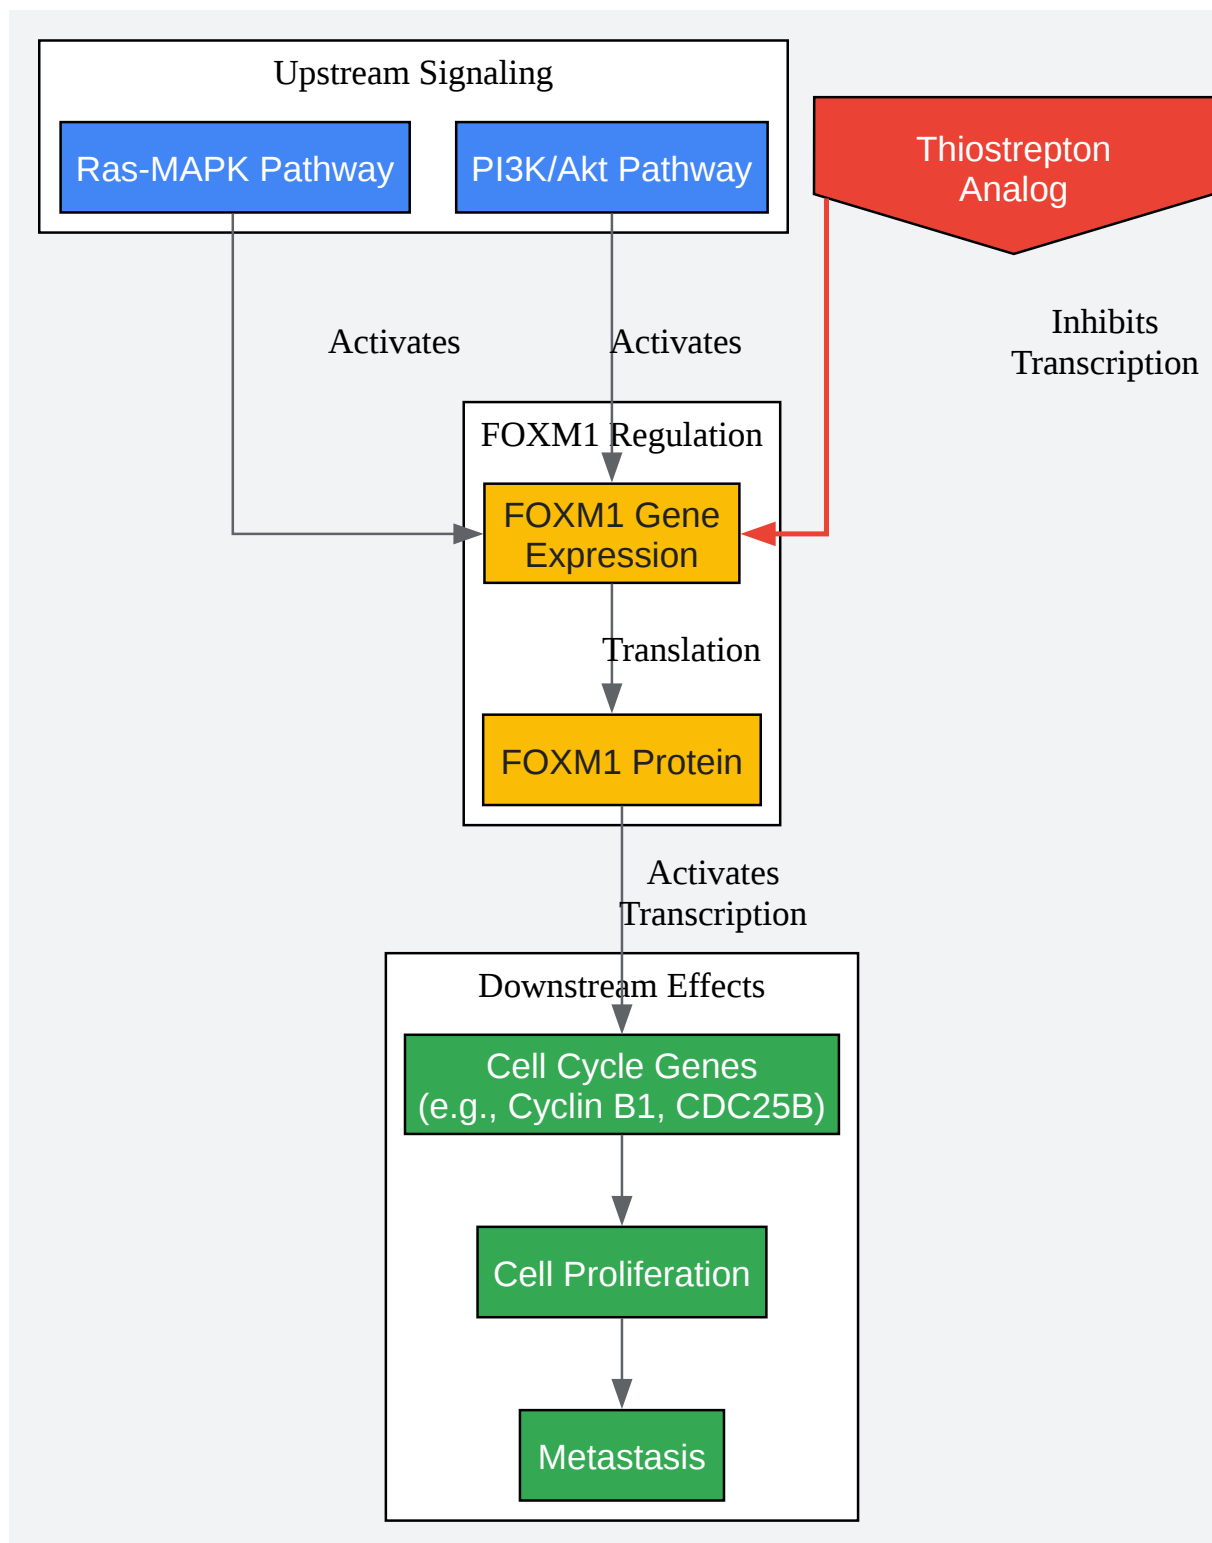 Upstream Signaling
Ras-MAPK Pathway
PI3K/Akt Pathway
Thiostrepton
Analog
Activates
Activates
Inhibits
Transcription
FOXM1 Regulation
FOXM1 Gene
Expression
Translation
FOXM1 Protein
Activates
Transcription
Downstream Effects
Cell Cycle Genes
(e.g., Cyclin B1, CDC25B)
Cell Proliferation
Metastasis